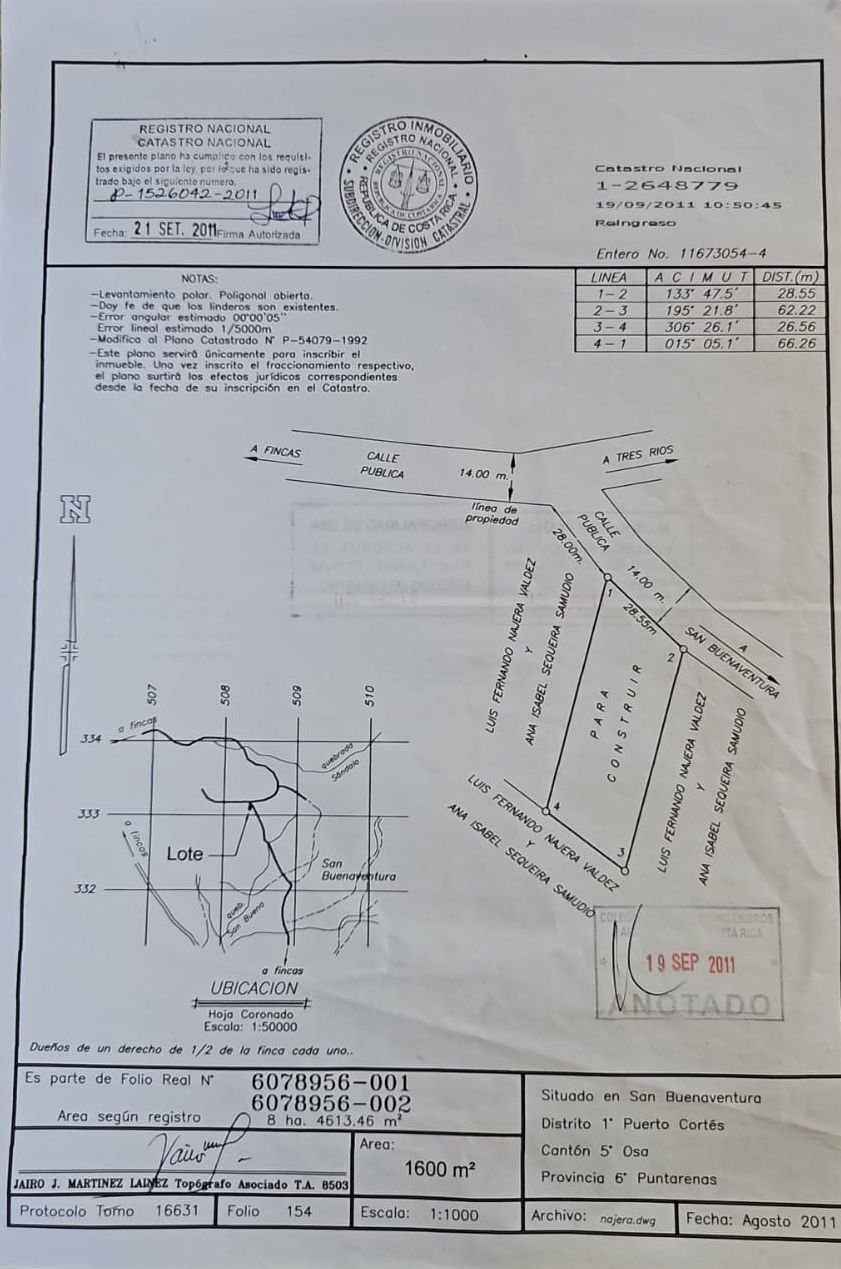 REGISTRO NACIONAL
CATASTRO NACIONAL
El presente plano ha cumplido con los requisi-
tos exigidos por la ley, por lo que ha sido regis-
trado bajo el siguiente número.
P-1526042-2011
Fecha: 21 SET. 2011 Firma Autorizada
REGISTRO INMOBILIARIO
REGISTRO NACIONAL
REPUBLICA DE COSTA RICA
SUBDIRECCION-DIVISION CATASTRAL
Catastro Nacional
1-2648779
19/09/2011 10:50:45
Reingreso
Entero No. 11673054-4
LINEA A C I M U T DIST.(m)
1-2 133° 47.5' 28.55
2-3 195° 21.8' 62.22
3-4 306° 26.1' 26.56
4-1 015° 05.1' 66.26
NOTAS:
-Levantamiento polar. Poligonal abierta.
-Doy fe de que los linderos son existentes.
-Error angular estimado 00°00'05"
Error lineal estimado 1/5000m
-Modifica al Plano Catastrado N° P-54079-1992
-Este plano servirá únicamente para inscribir el
inmueble. Una vez inscrito el fraccionamiento respectivo,
el plano surtirá los efectos jurídicos correspondientes
desde la fecha de su inscripción en el Catastro.
A FINCAS
CALLE
PUBLICA
14.00 m.
A TRES RIOS
línea de
propiedad
28.00m.
CALLE
PUBLICA
14.00 m.
1
28.55m
2
A
SAN BUENAVENTURA
LUIS FERNANDO NAJERA VALDEZ
Y
ANA ISABEL SEQUEIRA SAMUDIO
PARA
CONSTRUIR
LUIS FERNANDO NAJERA VALDEZ
Y
ANA ISABEL SEQUEIRA SAMUDIO
4
3
LUIS FERNANDO NAJERA VALDEZ
Y
ANA ISABEL SEQUEIRA SAMUDIO
N
507
508
509
510
a fincas
334
quebrada
Sándalo
333
a fincas
Lote
San
Buenaventura
332
queb.
San Bueno
a fincas
UBICACION
Hoja Coronado
Escala: 1:50000
19 SEP 2011
ANOTADO
Dueños de un derecho de 1/2 de la finca cada uno..
Es parte de Folio Real N° 6078956-001
6078956-002
Area según registro 8 ha. 4613.46 m²
JAIRO J. MARTINEZ LAINEZ Topógrafo Asociado T.A. 8503
Area:
1600 m²
Situado en San Buenaventura
Distrito 1° Puerto Cortés
Cantón 5° Osa
Provincia 6° Puntarenas
Protocolo Tomo 16631
Folio 154
Escala: 1:1000
Archivo: najera.dwg
Fecha: Agosto 2011